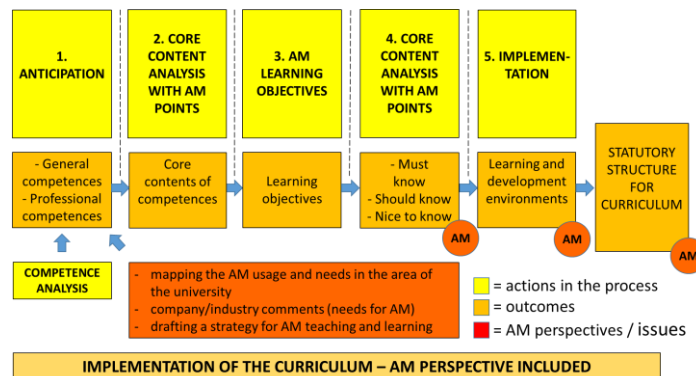 1.
ANTICIPATION
2. CORE
CONTENT
ANALYSIS
WITH AM
POINTS
3. AM
LEARNING
OBJECTIVES
4. CORE
CONTENT
ANALYSIS
WITH AM
POINTS
5. IMPLEMEN-
TATION
- General
competences
- Professional
competences
Core
contents of
competences
Learning
objectives
- Must
know
- Should know
- Nice to know
AM
Learning and
development
environments
AM
STATUTORY
STRUCTURE
FOR
CURRICULUM
AM
COMPETENCE
ANALYSIS
- mapping the AM usage and needs in the area of
the university
- company/industry comments (needs for AM)
- drafting a strategy for AM teaching and learning
= actions in the process
= outcomes
= AM perspectives / issues
IMPLEMENTATION OF THE CURRICULUM – AM PERSPECTIVE INCLUDED